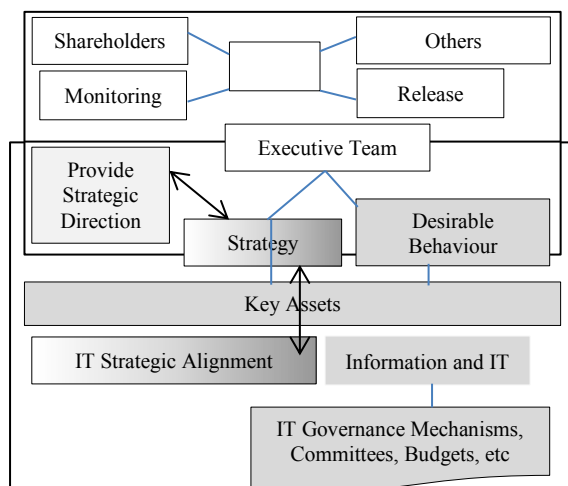 Shareholders
Others
Monitoring
Release
Executive Team
Provide
Strategic
Direction
Desirable
Behaviour
Strategy
Key Assets
IT Strategic Alignment
Information and IT
IT Governance Mechanisms,
Committees, Budgets, etc